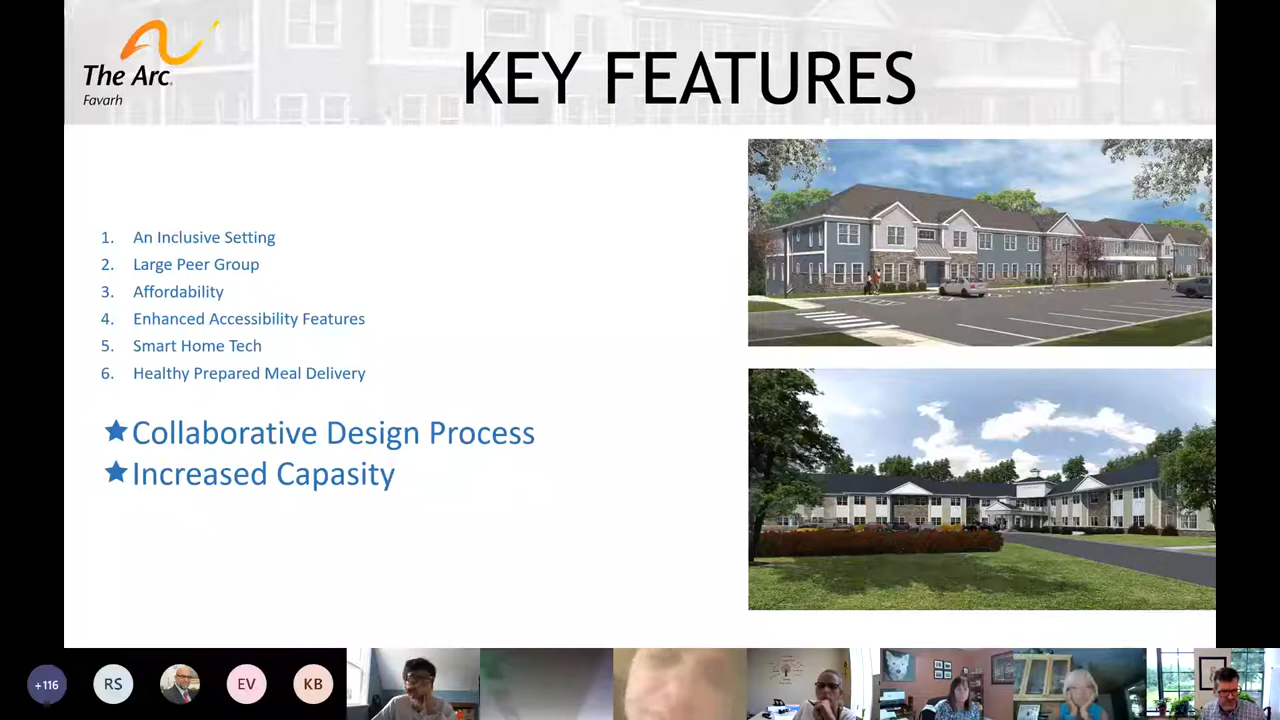 The Arc
Favarh
KEY FEATURES
1. An Inclusive Setting
2. Large Peer Group
3. Affordability
4. Enhanced Accessibility Features
5. Smart Home Tech
6. Healthy Prepared Meal Delivery
★ Collaborative Design Process
★ Increased Capasity
+116
RS
EV
KB